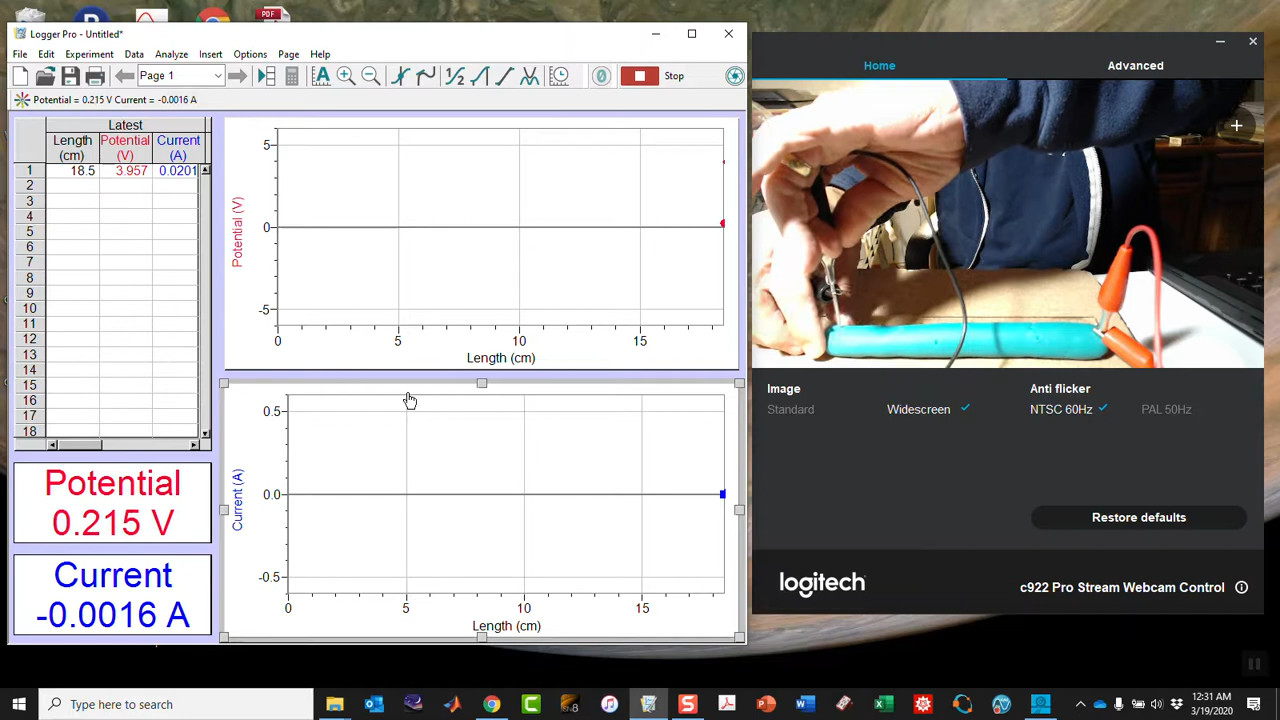 PDF
Logger Pro - Untitled*
File Edit Experiment Data Analyze Insert Options Page Help
Page 1
Stop
Potential = 0.215 V Current = -0.0016 A
Latest
Length Potential Current
(cm) (V) (A)
1 18.5 3.957 0.0201
2
3
4
5
6
7
8
9
10
11
12
13
14
15
16
17
18
Potential
0.215 V
Current
-0.0016 A
Potential (V)
5
0
-5
0 5 10 15
Length (cm)
Current (A)
0.5
0.0
-0.5
0 5 10 15
Length (cm)
Home Advanced
Image Anti flicker
Standard Widescreen NTSC 60Hz PAL 50Hz
Restore defaults
logitech c922 Pro Stream Webcam Control
Type here to search
12:31 AM
3/19/2020